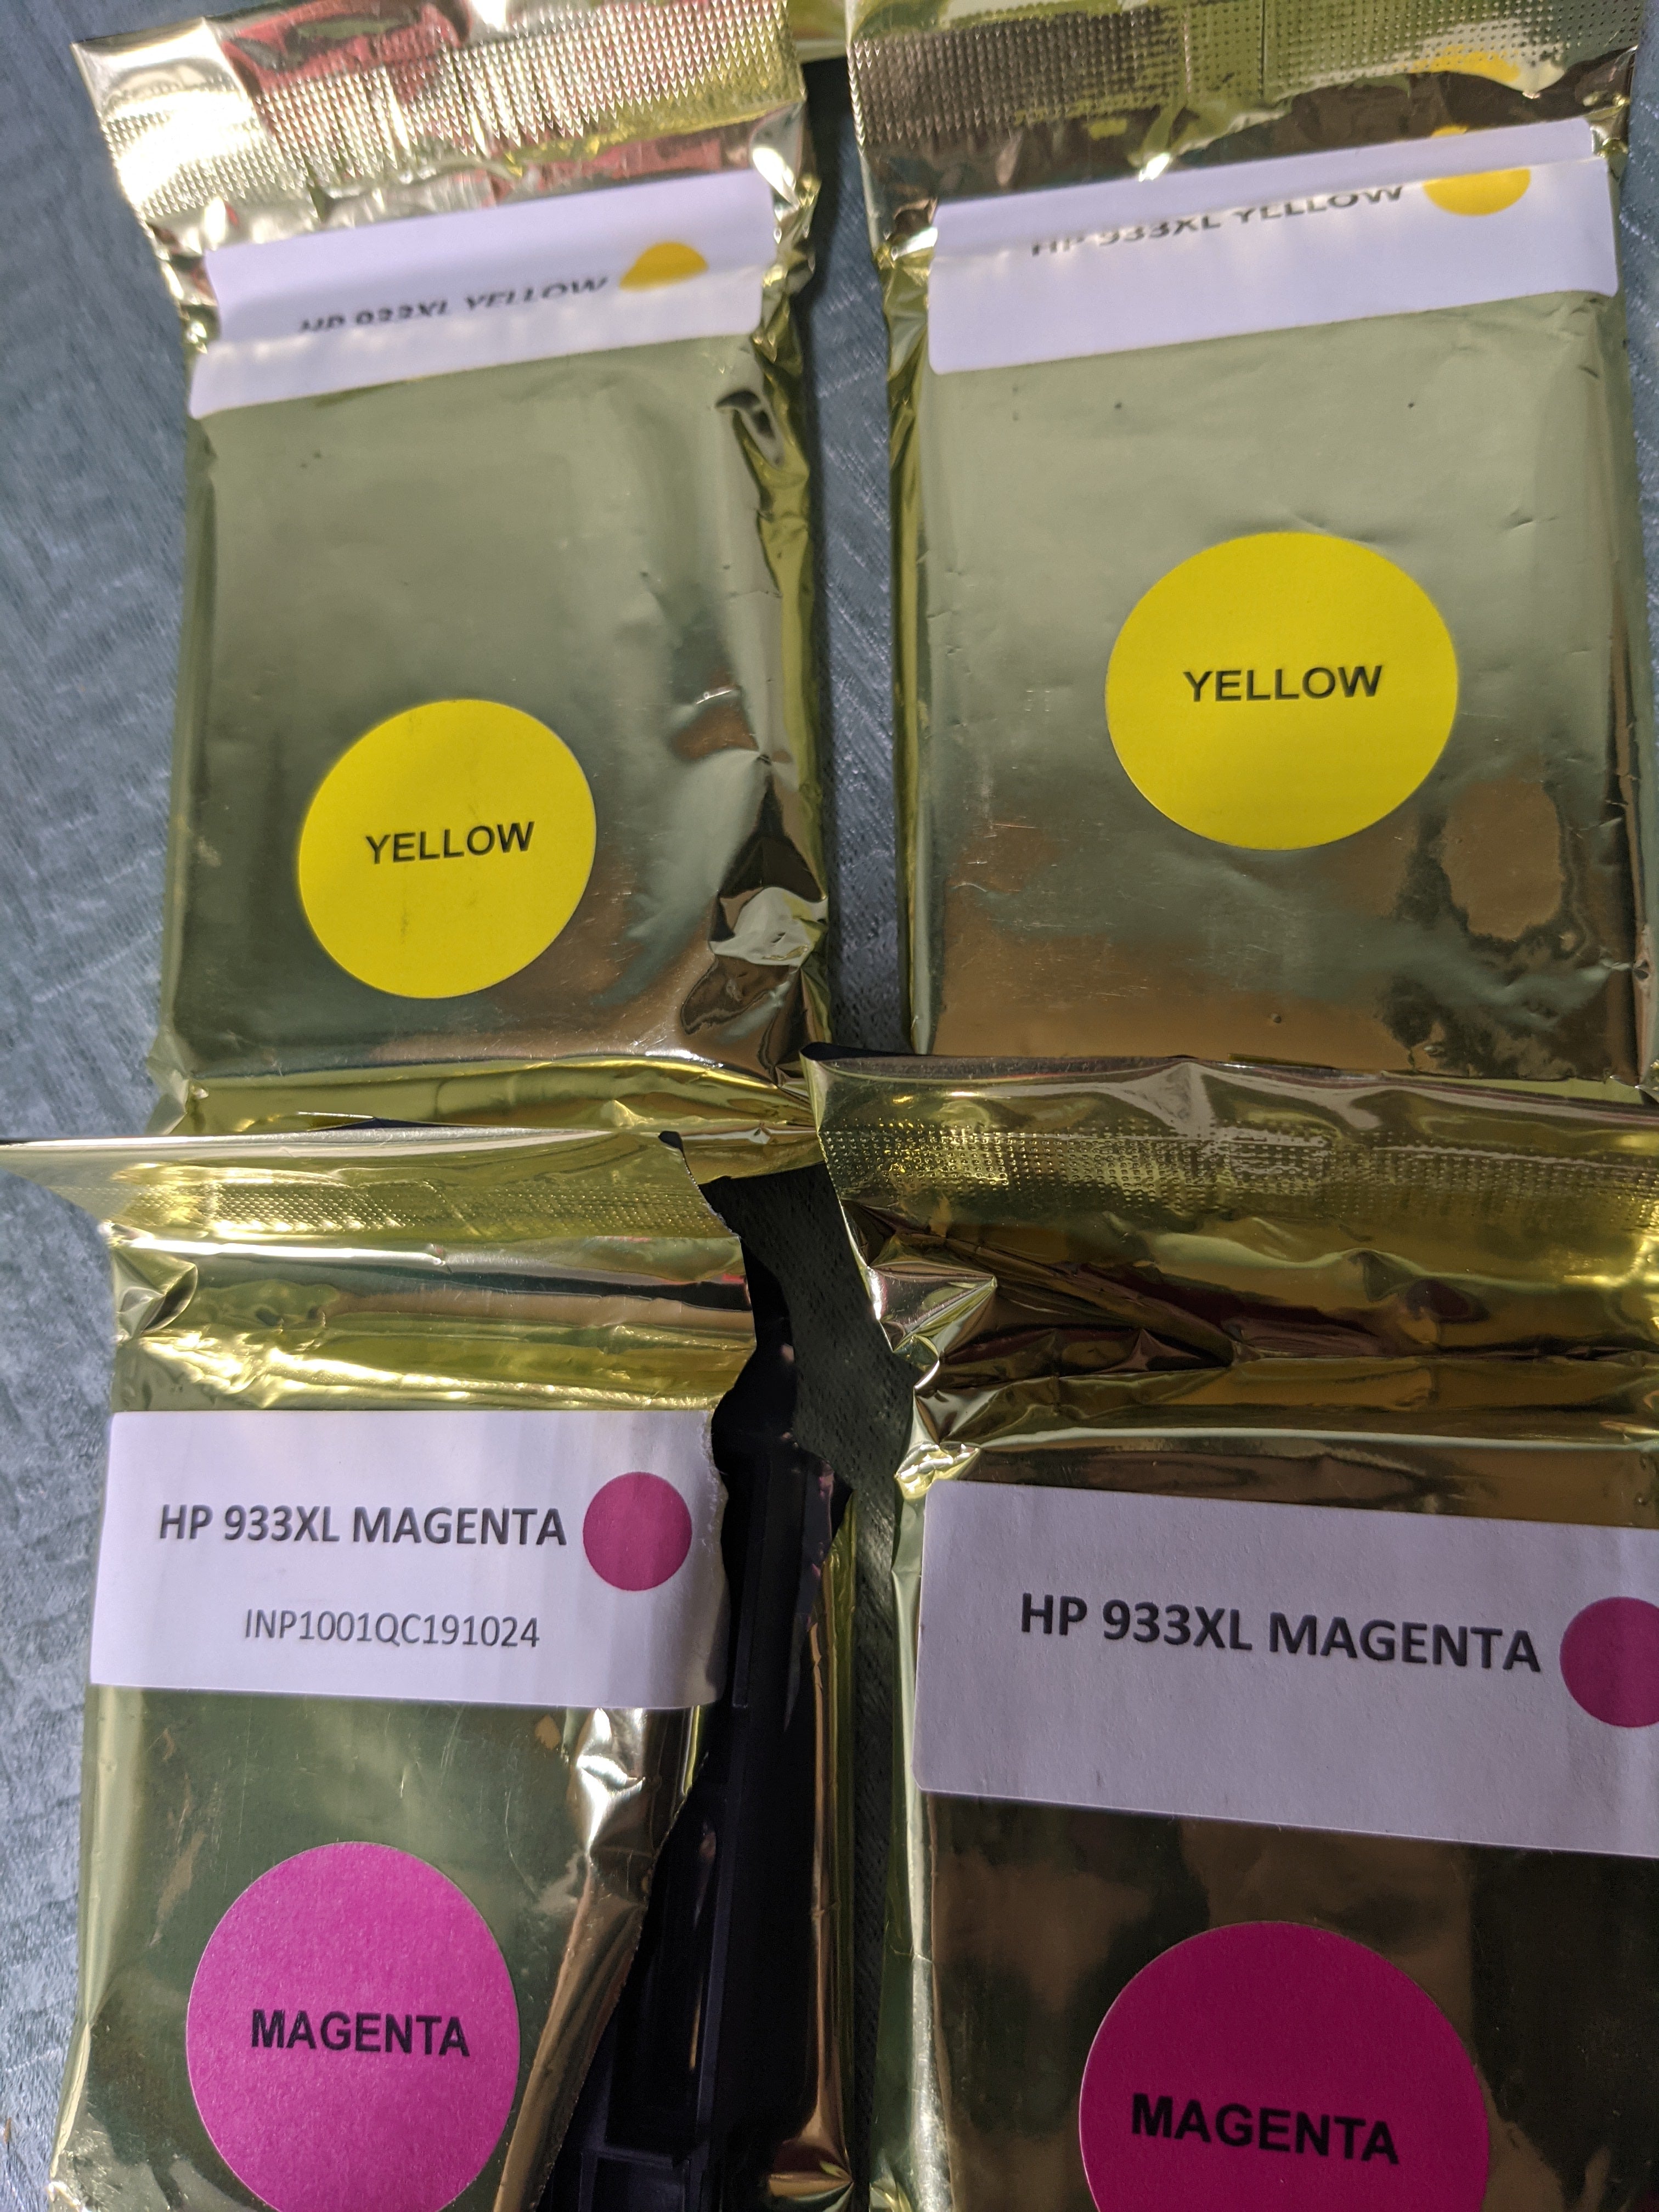 HP 933XL YELLOW
YELLOW
HP 933XL YELLOW
YELLOW
HP 933XL MAGENTA
INP1001QC191024
MAGENTA
HP 933XL MAGENTA
MAGENTA